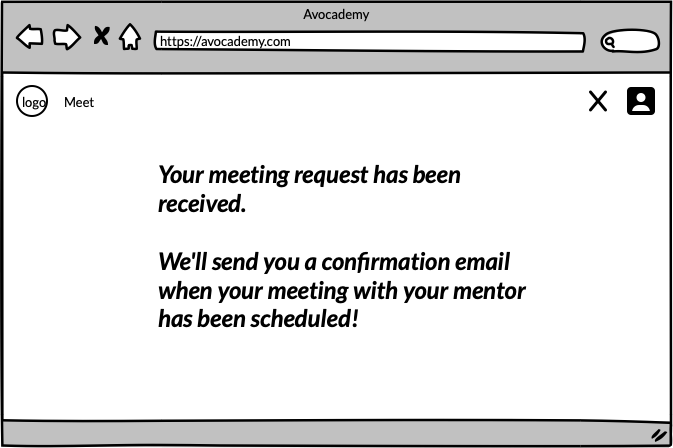 Avocademy
https://avocademy.com
logo Meet
Your meeting request has been
received.
We'll send you a confirmation email
when your meeting with your mentor
has been scheduled!